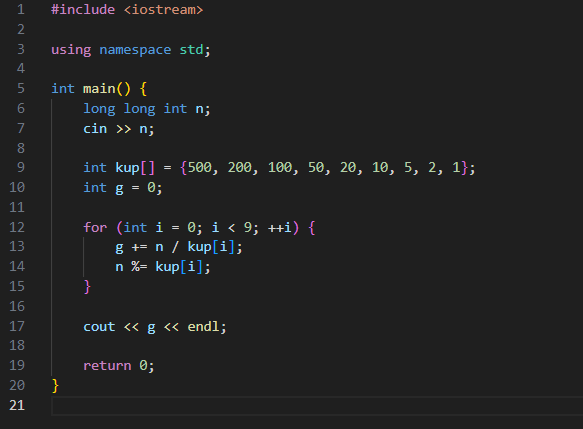 1 #include <iostream>
2
3 using namespace std;
4
5 int main() {
6     long long int n;
7     cin >> n;
8
9     int kup[] = {500, 200, 100, 50, 20, 10, 5, 2, 1};
10     int g = 0;
11
12     for (int i = 0; i < 9; ++i) {
13         g += n / kup[i];
14         n %= kup[i];
15     }
16
17     cout << g << endl;
18
19     return 0;
20 }
21